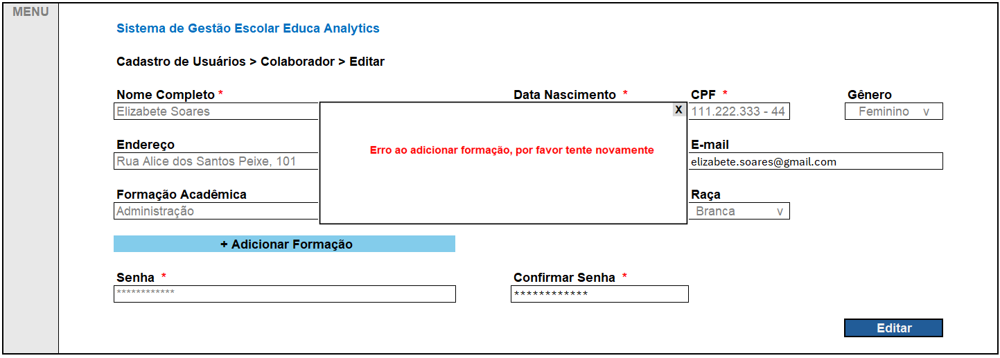 MENU
Sistema de Gestão Escolar Educa Analytics
Cadastro de Usuários > Colaborador > Editar
Nome Completo * Data Nascimento * CPF * Gênero
Elizabete Soares X 111.222.333 - 44 Feminino v
Endereço E-mail
Erro ao adicionar formação, por favor tente novamente
Rua Alice dos Santos Peixe, 101 elizabete.soares@gmail.com
Formação Acadêmica Raça
Administração Branca v
+ Adicionar Formação
Senha * Confirmar Senha *
************ ************
Editar